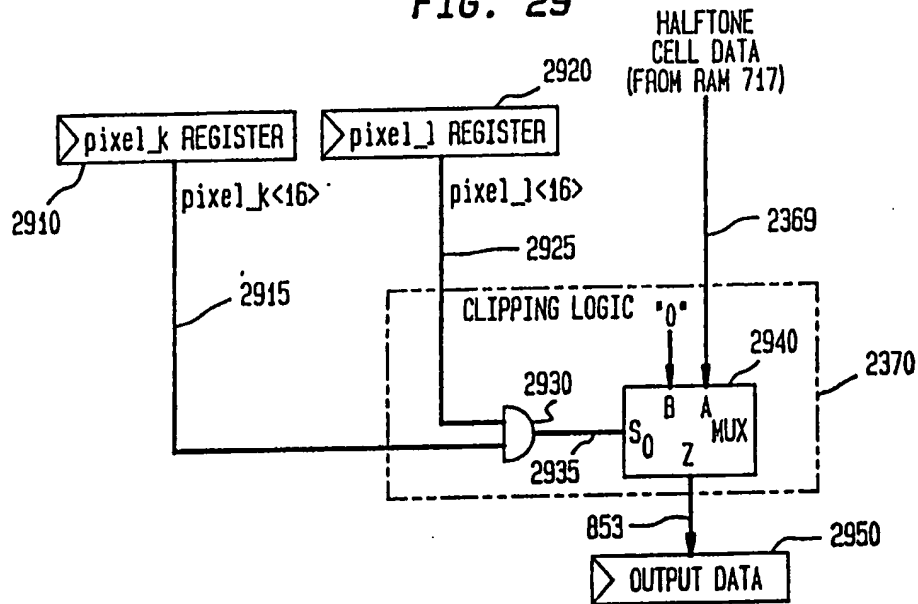 FIG. 29
HALFTONE
CELL DATA
(FROM RAM 717)
2920
pixel_k REGISTER
pixel_l REGISTER
2910
pixel_k<16>
pixel_l<16>
2369
2925
2915
CLIPPING LOGIC "0"
2940
2370
2930
B A
S0 MUX
Z
2935
853
2950
OUTPUT DATA